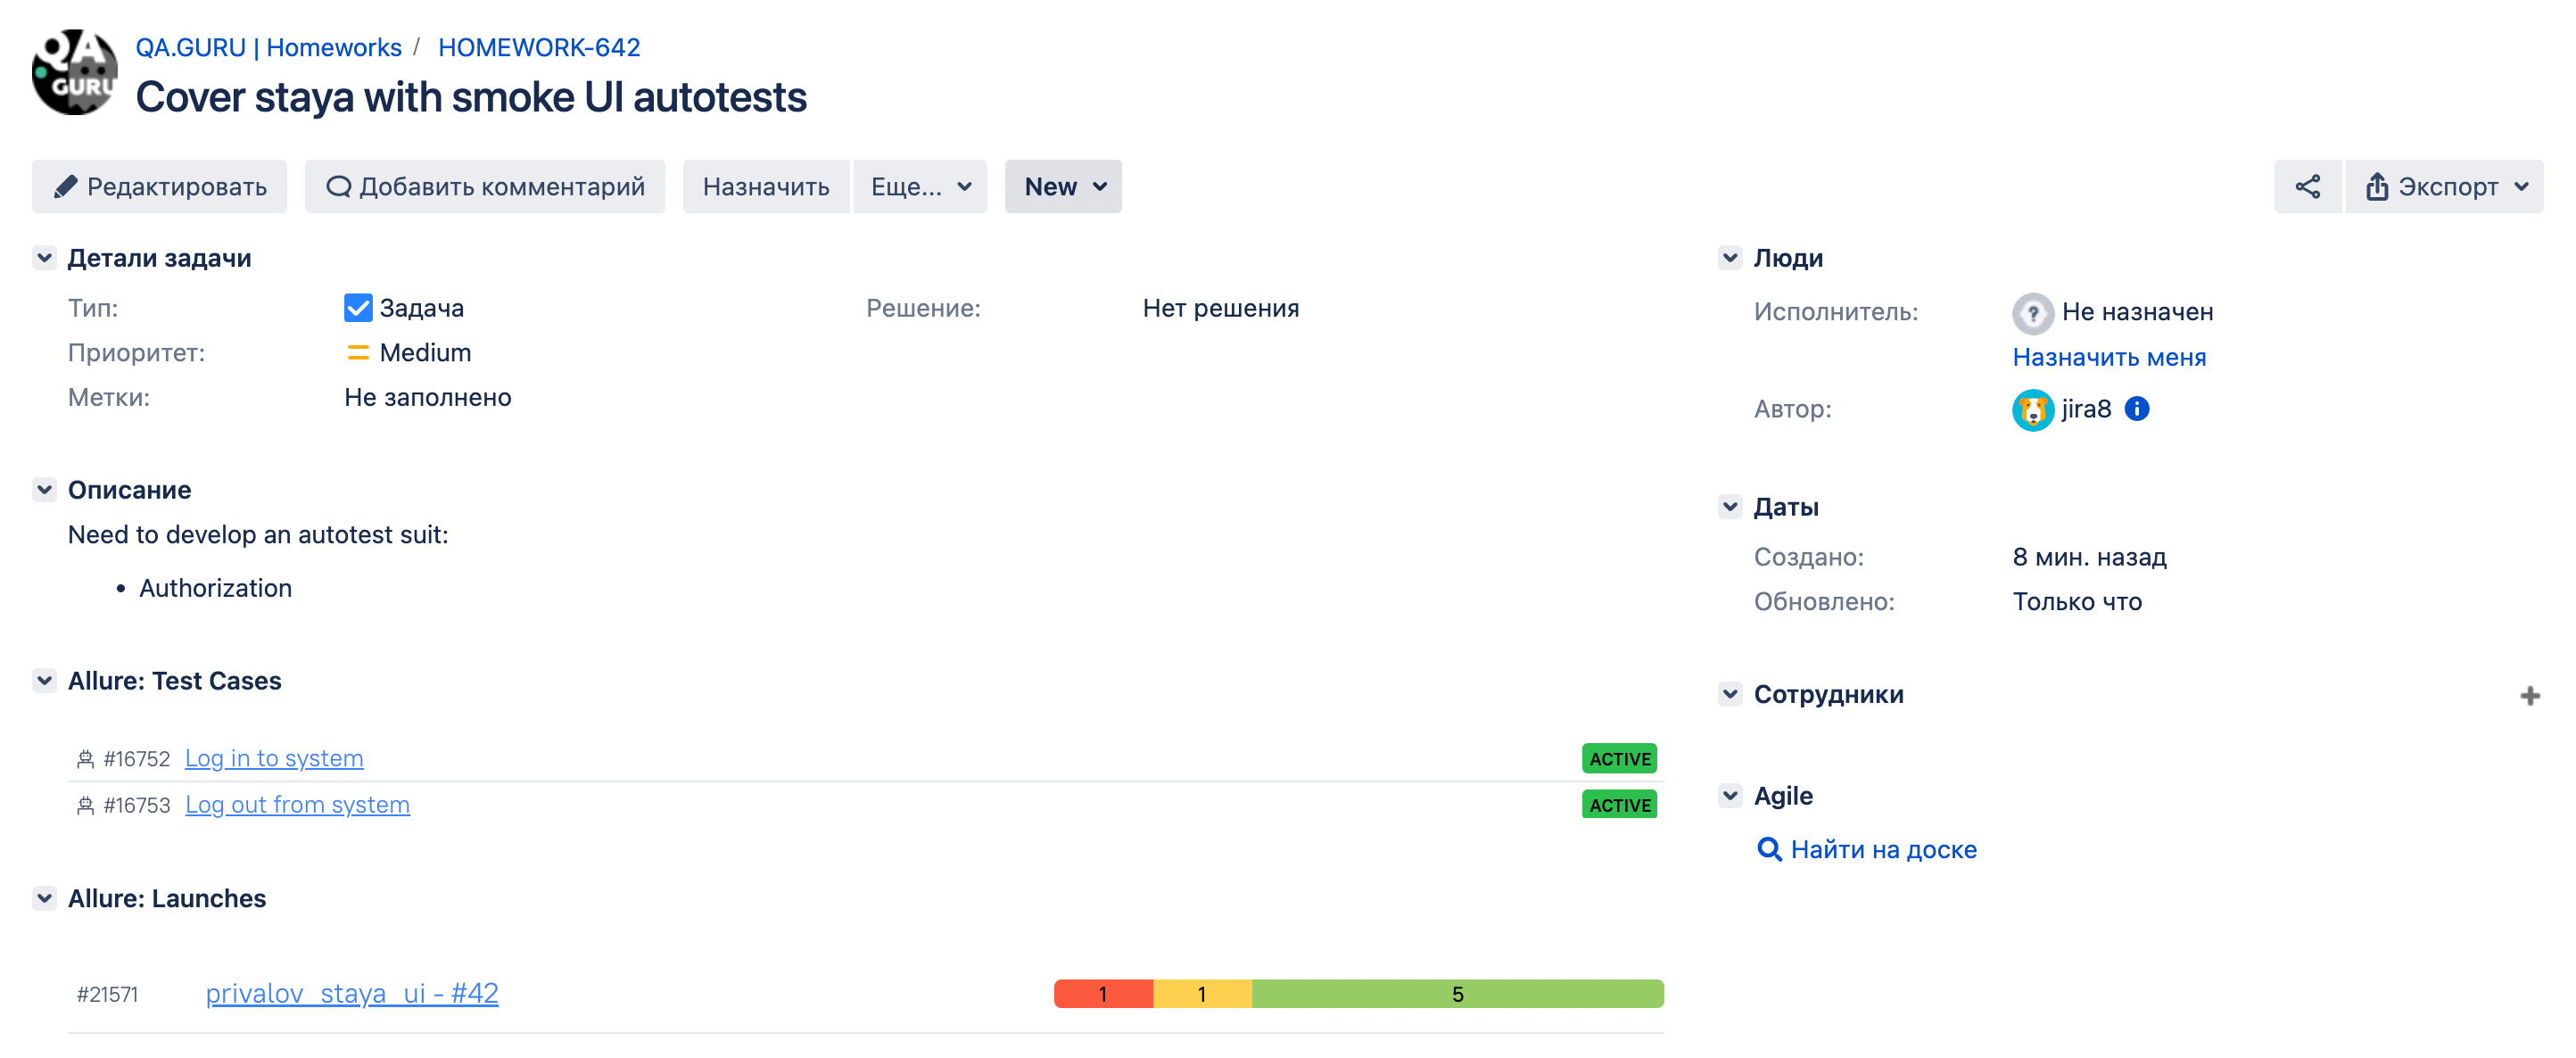 QA
GURU
QA.GURU | Homeworks / HOMEWORK-642
Cover staya with smoke UI autotests
Редактировать Добавить комментарий Назначить Еще... New Экспорт
Детали задачи
Тип: Задача Решение: Нет решения
Приоритет: Medium
Метки: Не заполнено
Описание
Need to develop an autotest suit:
• Authorization
Allure: Test Cases
#16752 Log in to system ACTIVE
#16753 Log out from system ACTIVE
Allure: Launches
#21571 privalov_staya_ui - #42 1 1 5
Люди
Исполнитель: Не назначен
Назначить меня
Автор: jira8
Даты
Создано: 8 мин. назад
Обновлено: Только что
Сотрудники
Agile
Найти на доске